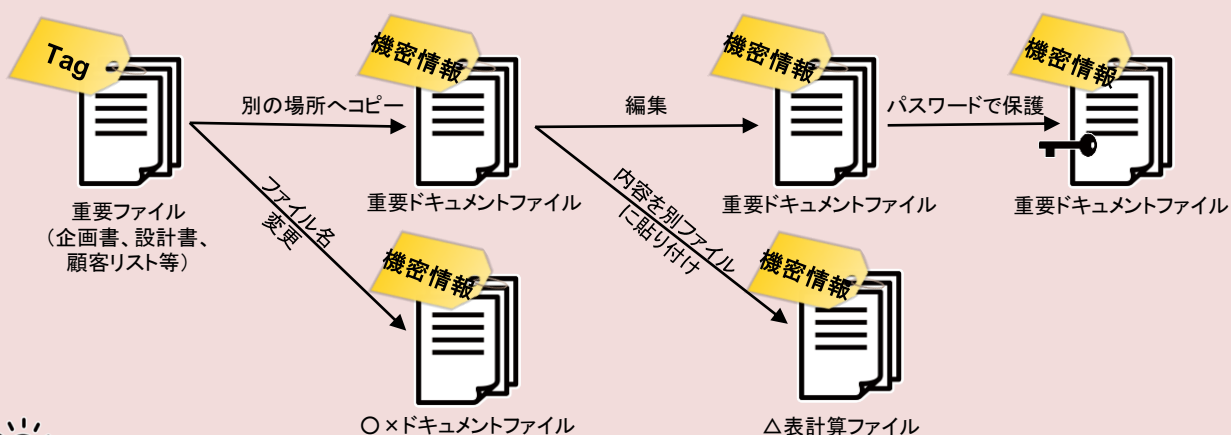 Tag
機密情報
機密情報
機密情報
別の場所へコピー
編集
パスワードで保護
重要ファイル
(企画書、設計書、
顧客リスト等)
ファイル名
変更
重要ドキュメントファイル
内容を別ファイル
に貼り付け
重要ドキュメントファイル
重要ドキュメントファイル
機密情報
機密情報
〇×ドキュメントファイル
△表計算ファイル